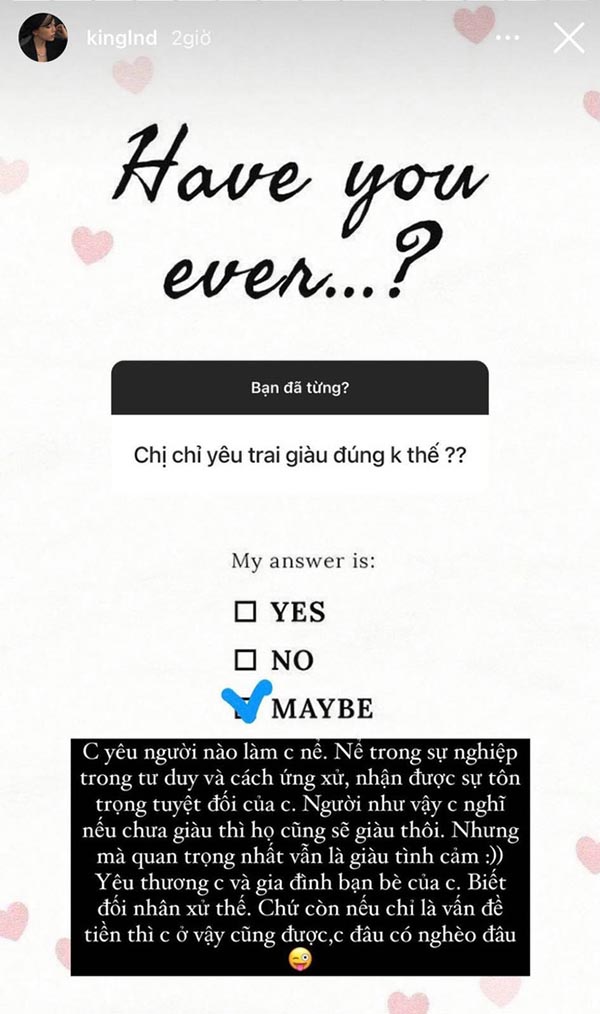 kinglnd 2giờ
Have you
ever...?
Bạn đã từng?
Chị chỉ yêu trai giàu đúng k thế ??
My answer is:
YES
NO
MAYBE
C yêu người nào làm c nể. Nể trong sự nghiệp
trong tư duy và cách ứng xử, nhận được sự tôn
trọng tuyệt đối của c. Người như vậy c nghĩ
nếu chưa giàu thì họ cũng sẽ giàu thôi. Nhưng
mà quan trọng nhất vẫn là giàu tình cảm :))
Yêu thương c và gia đình bạn bè của c. Biết
đối nhân xử thế. Chứ còn nếu chỉ là vấn đề
tiền thì c ở vậy cũng được,c đâu có nghèo đâu
😜